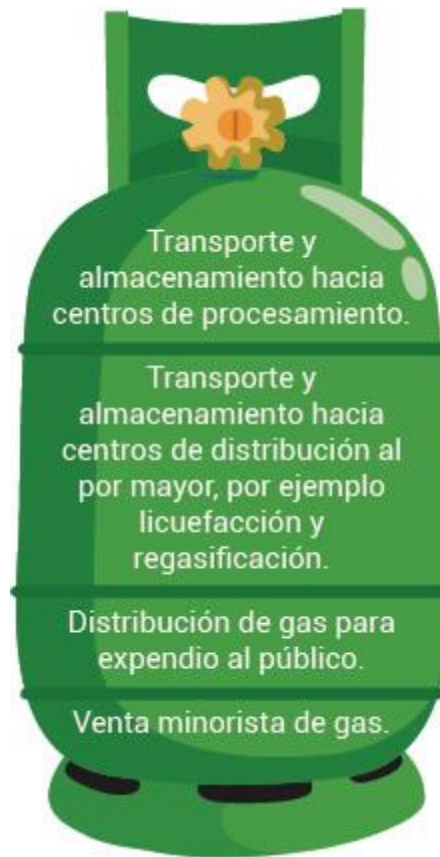 Transporte y
almacenamiento hacia
centros de procesamiento.
Transporte y
almacenamiento hacia
centros de distribución al
por mayor, por ejemplo
licuefacción y
regasificación.
Distribución de gas para
expendio al público.
Venta minorista de gas.